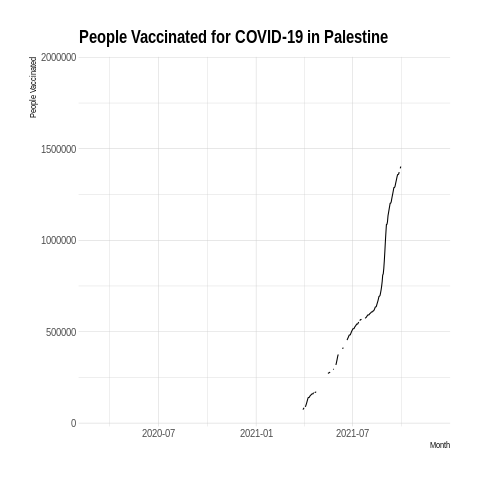 People Vaccinated for COVID-19 in Palestine
People Vaccinated
2000000
1500000
1000000
500000
0
2020-07 2021-01 2021-07
Month